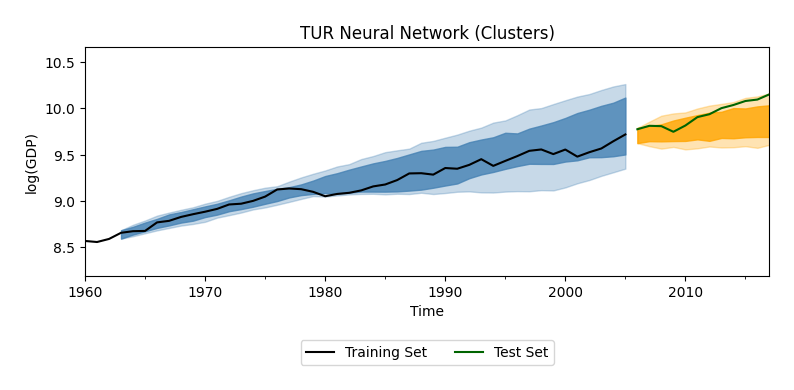 TUR Neural Network (Clusters)
10.5
10.0
9.5
9.0
8.5
log(GDP)
1960 1970 1980 1990 2000 2010
Time
Training Set Test Set